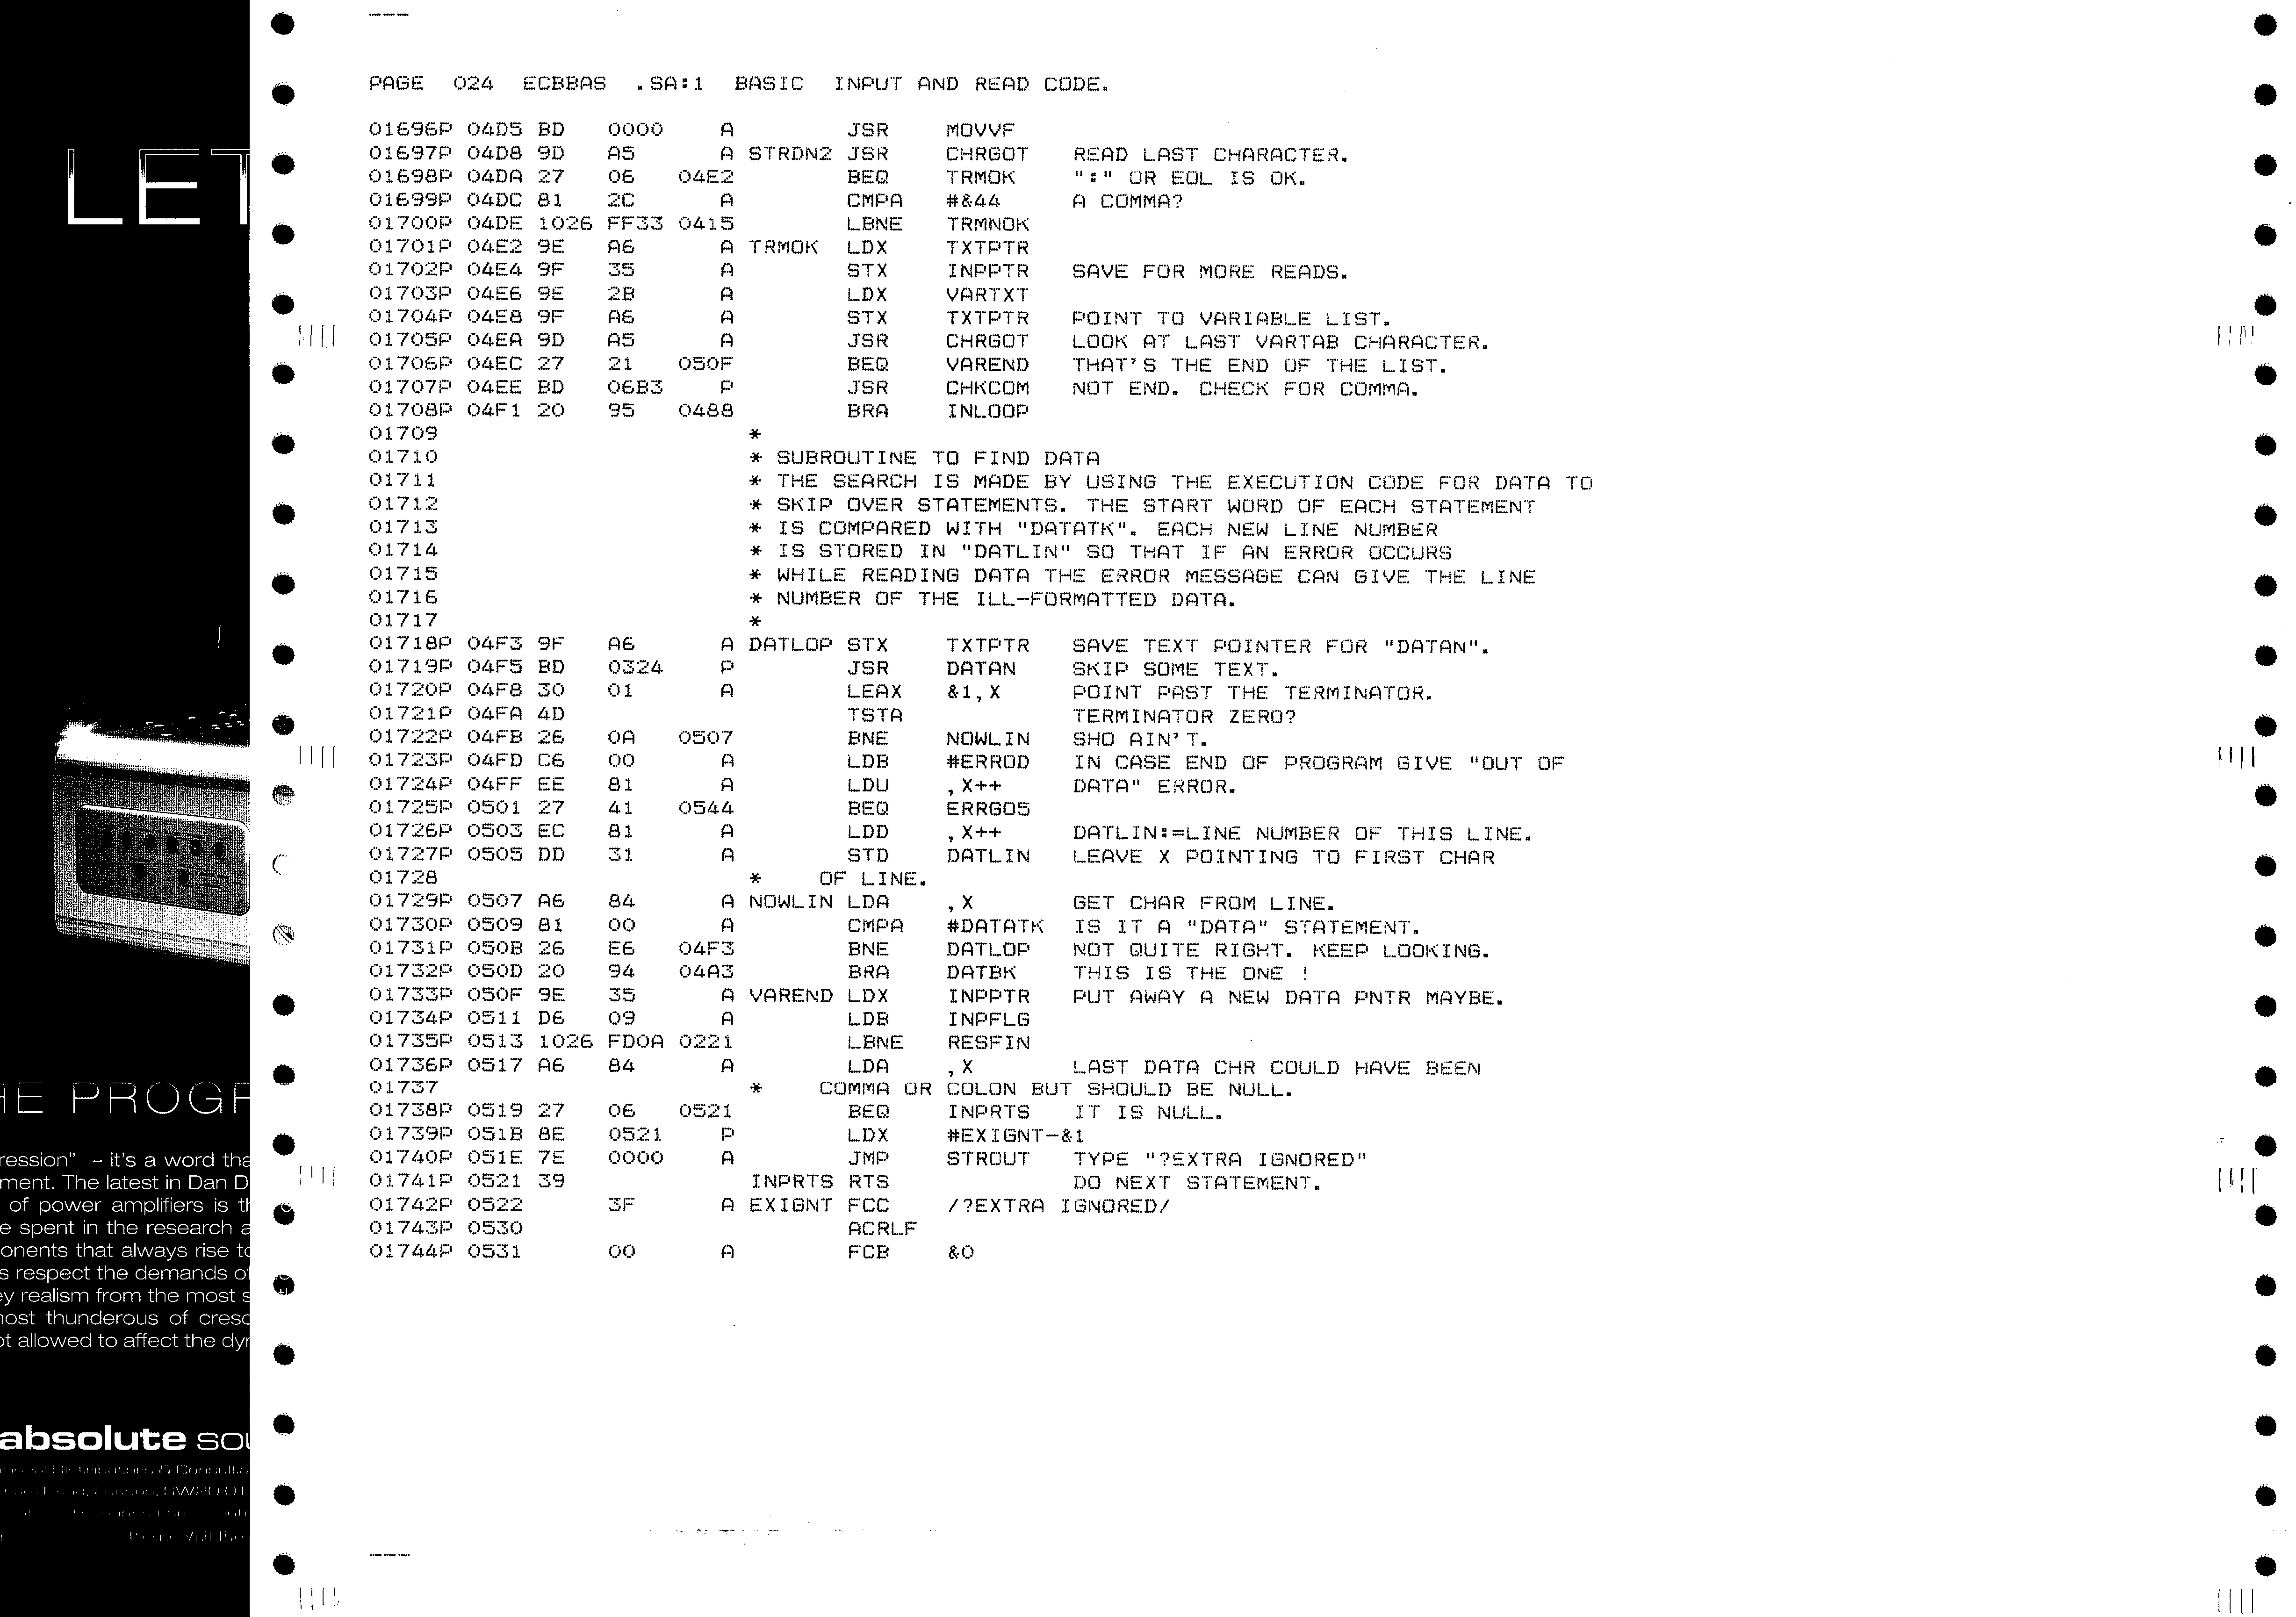 LET
HE PROGR
ression" – it's a word tha
ment. The latest in Dan D
of power amplifiers is th
e spent in the research a
onents that always rise to
s respect the demands of
ey realism from the most s
most thunderous of cresc
ot allowed to affect the dyn
absolute sou
PAGE 024 ECBBAS .SA:1 BASIC INPUT AND READ CODE.
01696P 04D5 BD 0000 A JSR MOVVF
01697P 04D8 9D A5 A STRDN2 JSR CHRGOT READ LAST CHARACTER.
01698P 04DA 27 06 04E2 BEQ TRMOK ":" OR EOL IS OK.
01699P 04DC 81 2C A CMPA #&44 A COMMA?
01700P 04DE 1026 FF33 0415 LBNE TRMNOK
01701P 04E2 9E A6 A TRMOK LDX TXTPTR
01702P 04E4 9F 35 A STX INPPTR SAVE FOR MORE READS.
01703P 04E6 9E 2B A LDX VARTXT
01704P 04E8 9F A6 A STX TXTPTR POINT TO VARIABLE LIST.
01705P 04EA 9D A5 A JSR CHRGOT LOOK AT LAST VARTAB CHARACTER.
01706P 04EC 27 21 050F BEQ VAREND THAT'S THE END OF THE LIST.
01707P 04EE BD 06B3 P JSR CHKCOM NOT END. CHECK FOR COMMA.
01708P 04F1 20 95 0488 BRA INLOOP
01709 *
01710 * SUBROUTINE TO FIND DATA
01711 * THE SEARCH IS MADE BY USING THE EXECUTION CODE FOR DATA TO
01712 * SKIP OVER STATEMENTS. THE START WORD OF EACH STATEMENT
01713 * IS COMPARED WITH "DATATK". EACH NEW LINE NUMBER
01714 * IS STORED IN "DATLIN" SO THAT IF AN ERROR OCCURS
01715 * WHILE READING DATA THE ERROR MESSAGE CAN GIVE THE LINE
01716 * NUMBER OF THE ILL-FORMATTED DATA.
01717 *
01718P 04F3 9F A6 A DATLOP STX TXTPTR SAVE TEXT POINTER FOR "DATAN".
01719P 04F5 BD 0324 P JSR DATAN SKIP SOME TEXT.
01720P 04F8 30 01 A LEAX &1,X POINT PAST THE TERMINATOR.
01721P 04FA 4D TSTA TERMINATOR ZERO?
01722P 04FB 26 0A 0507 BNE NOWLIN SHO AIN'T.
01723P 04FD C6 00 A LDB #ERROD IN CASE END OF PROGRAM GIVE "OUT OF
01724P 04FF EE 81 A LDU ,X++ DATA" ERROR.
01725P 0501 27 41 0544 BEQ ERRGO5
01726P 0503 EC 81 A LDD ,X++ DATLIN:=LINE NUMBER OF THIS LINE.
01727P 0505 DD 31 A STD DATLIN LEAVE X POINTING TO FIRST CHAR
01728 * OF LINE.
01729P 0507 A6 84 A NOWLIN LDA ,X GET CHAR FROM LINE.
01730P 0509 81 00 A CMPA #DATATK IS IT A "DATA" STATEMENT.
01731P 050B 26 E6 04F3 BNE DATLOP NOT QUITE RIGHT. KEEP LOOKING.
01732P 050D 20 94 04A3 BRA DATBK THIS IS THE ONE !
01733P 050F 9E 35 A VAREND LDX INPPTR PUT AWAY A NEW DATA PNTR MAYBE.
01734P 0511 D6 09 A LDB INPFLG
01735P 0513 1026 FD0A 0221 LBNE RESFIN
01736P 0517 A6 84 A LDA ,X LAST DATA CHR COULD HAVE BEEN
01737 * COMMA OR COLON BUT SHOULD BE NULL.
01738P 0519 27 06 0521 BEQ INPRTS IT IS NULL.
01739P 051B 8E 0521 P LDX #EXIGNT-&1
01740P 051E 7E 0000 A JMP STROUT TYPE "?EXTRA IGNORED"
01741P 0521 39 INPRTS RTS DO NEXT STATEMENT.
01742P 0522 3F A EXIGNT FCC /?EXTRA IGNORED/
01743P 0530 ACRLF
01744P 0531 00 A FCB &0